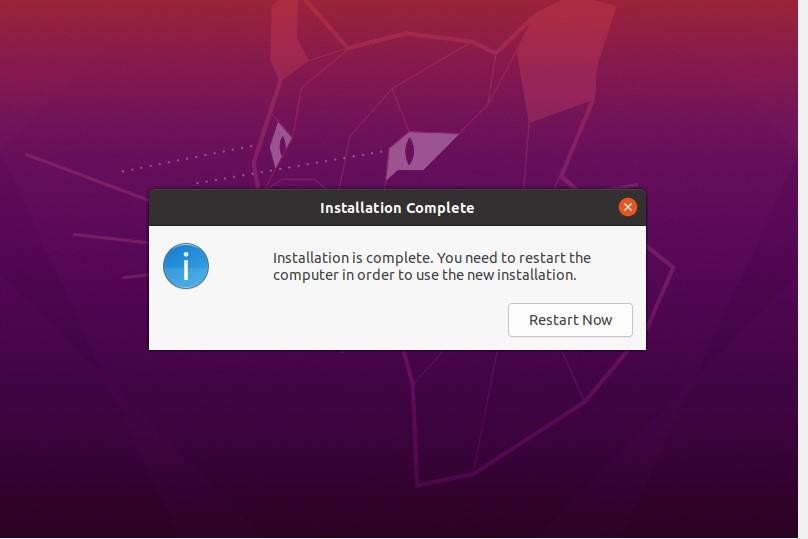 Installation Complete
Installation is complete. You need to restart the
computer in order to use the new installation.
Restart Now